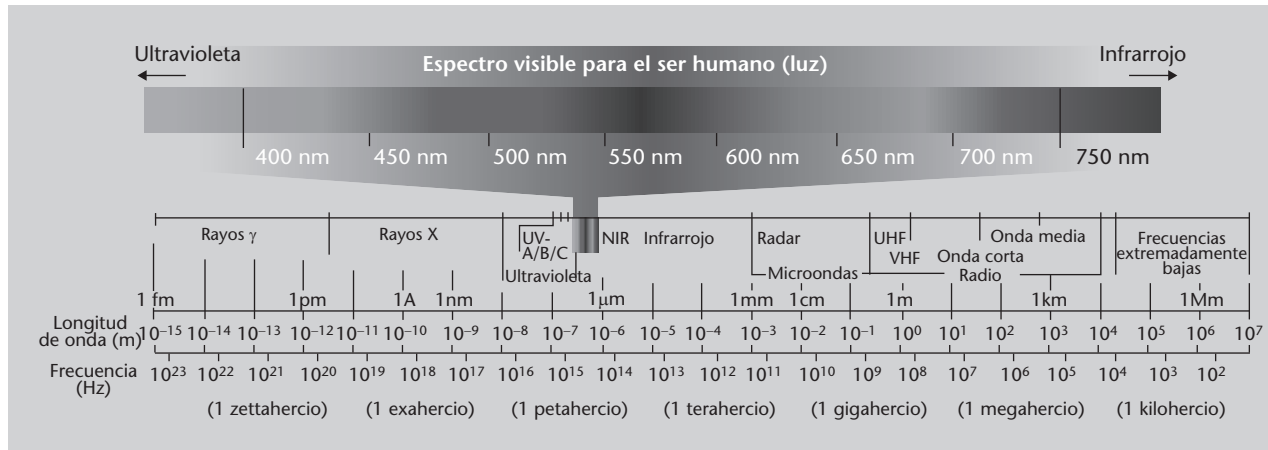 Ultravioleta
Infrarrojo
Espectro visible para el ser humano (luz)
400 nm 450 nm 500 nm 550 nm 600 nm 650 nm 700 nm 750 nm
Rayos γ
Rayos X
UV-
A/B/C
Ultravioleta
NIR Infrarrojo
Radar
Microondas
UHF
VHF
Onda media
Onda corta
Radio
Frecuencias
extremadamente
bajas
1 fm 1pm 1A 1nm 1μm 1mm 1cm 1m 1km 1Mm
Longitud
de onda (m)
10⁻¹⁵ 10⁻¹⁴ 10⁻¹³ 10⁻¹² 10⁻¹¹ 10⁻¹⁰ 10⁻⁹ 10⁻⁸ 10⁻⁷ 10⁻⁶ 10⁻⁵ 10⁻⁴ 10⁻³ 10⁻² 10⁻¹ 10⁰ 10¹ 10² 10³ 10⁴ 10⁵ 10⁶ 10⁷
Frecuencia
(Hz)
10²³ 10²² 10²¹ 10²⁰ 10¹⁹ 10¹⁸ 10¹⁷ 10¹⁶ 10¹⁵ 10¹⁴ 10¹³ 10¹² 10¹¹ 10¹⁰ 10⁹ 10⁸ 10⁷ 10⁶ 10⁵ 10⁴ 10³ 10²
(1 zettahercio) (1 exahercio) (1 petahercio) (1 terahercio) (1 gigahercio) (1 megahercio) (1 kilohercio)